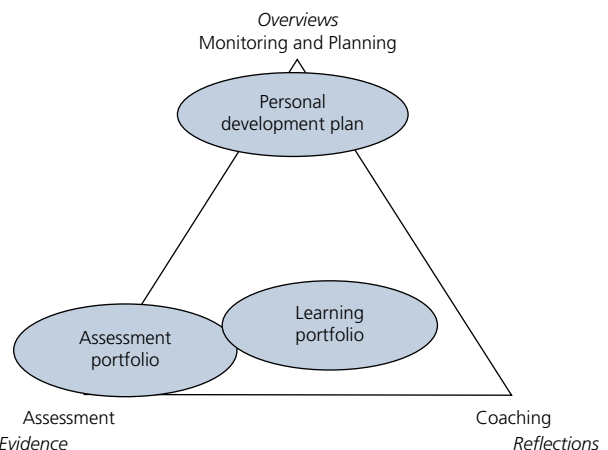 Overviews
Monitoring and Planning
Personal
development plan
Learning
portfolio
Assessment
portfolio
Assessment
Coaching
Evidence
Reflections